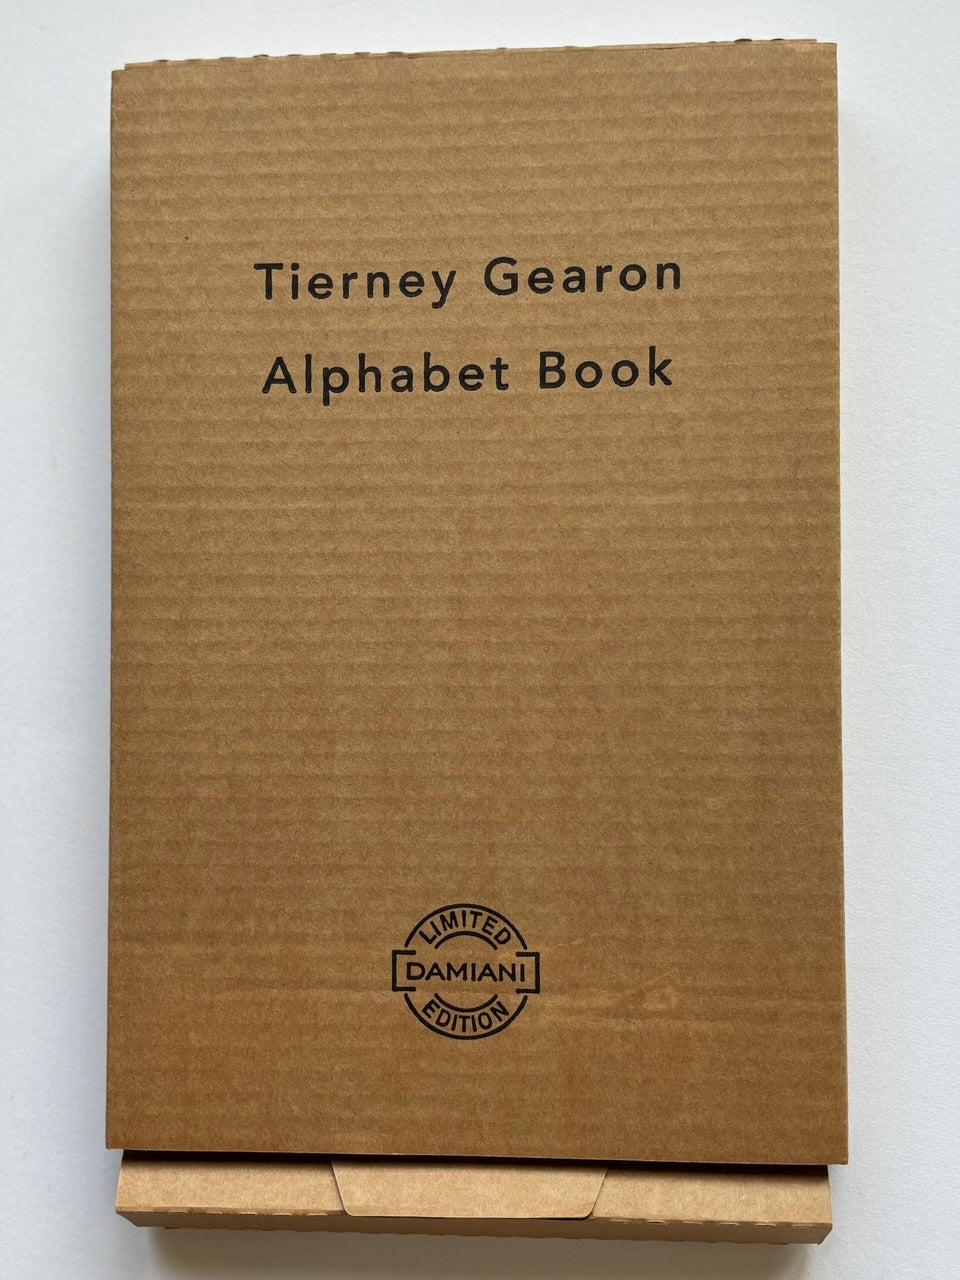 Tierney Gearon
Alphabet Book
LIMITED
DAMIANI
EDITION